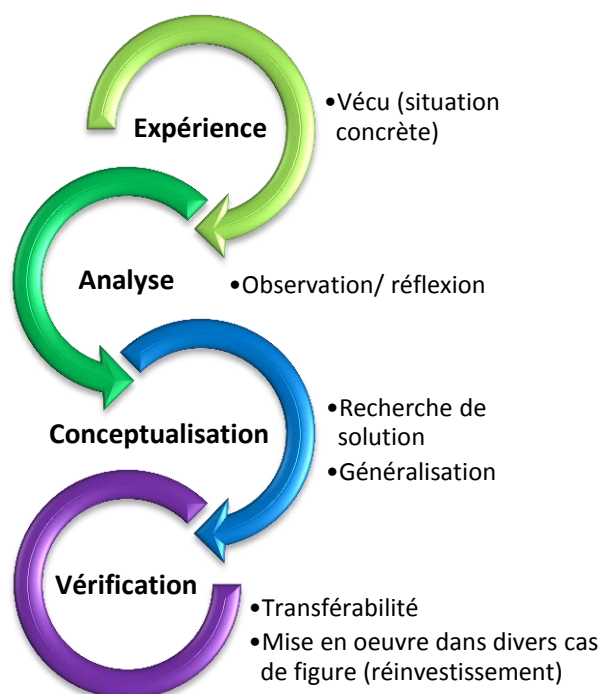 Expérience
•Vécu (situation
concrète)
Analyse
•Observation/ réflexion
Conceptualisation
•Recherche de
solution
•Généralisation
Vérification
•Transférabilité
•Mise en oeuvre dans divers cas
de figure (réinvestissement)